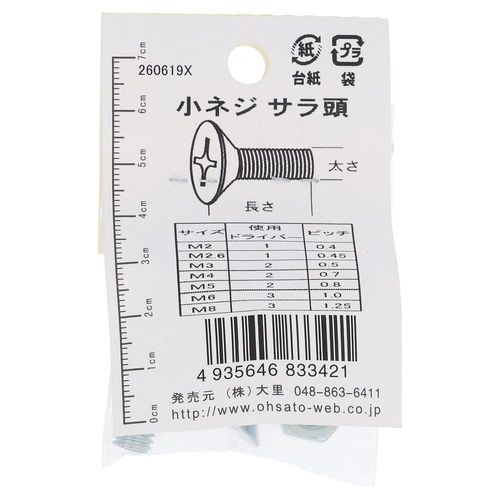 紙
プラ
台紙 袋
260619X
小ネジ サラ頭
太さ
長さ
サイズ 使用ドライバー ピッチ
M2 1 0.4
M2.6 1 0.45
M3 2 0.5
M4 2 0.7
M5 2 0.8
M6 3 1.0
M8 3 1.25
4 935646 833421
発売元 (株)大里 048-863-6411
http://www.ohsato-web.co.jp
7cm
6cm
5cm
4cm
3cm
2cm
1cm
0cm